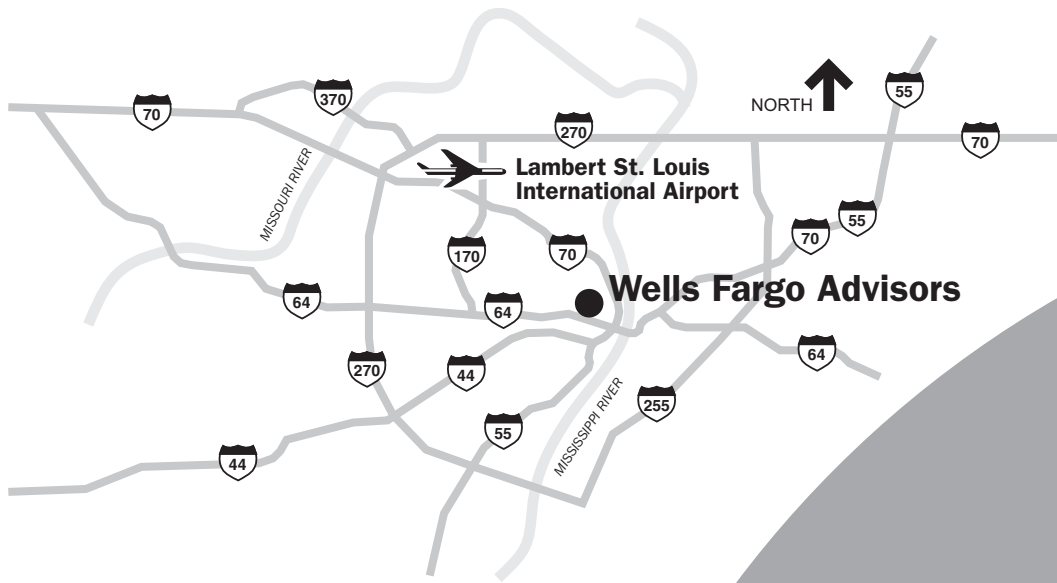 55
370
NORTH
70
270
70
Lambert St. Louis
International Airport
MISSOURI RIVER
55
70
170
70
Wells Fargo Advisors
64
64
64
270
44
255
MISSISSIPPI RIVER
55
44